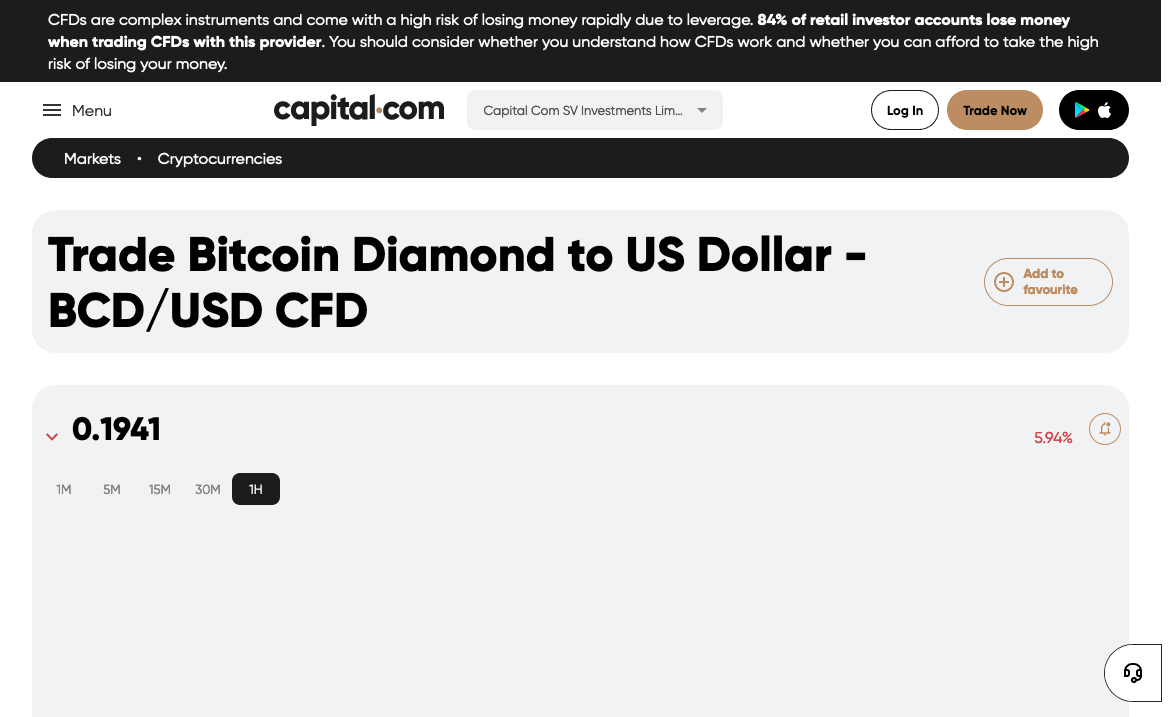 CFDs are complex instruments and come with a high risk of losing money rapidly due to leverage. 84% of retail investor accounts lose money
when trading CFDs with this provider. You should consider whether you understand how CFDs work and whether you can afford to take the high
risk of losing your money.
Menu
capital.com
Capital Com SV Investments Lim...
Log In
Trade Now
Markets • Cryptocurrencies
Trade Bitcoin Diamond to US Dollar -
BCD/USD CFD
Add to
favourite
0.1941
5.94%
1M 5M 15M 30M 1H